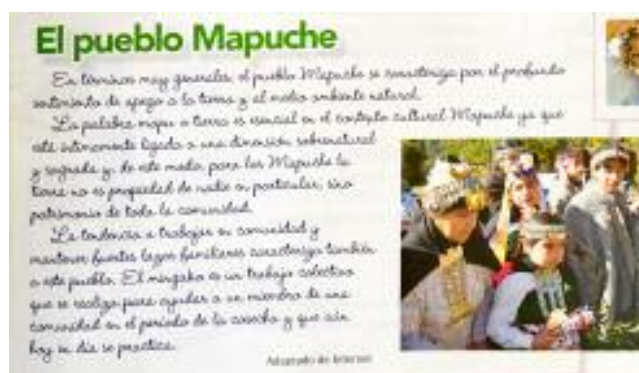 El pueblo Mapuche
En términos muy generales, el pueblo Mapuche se caracteriza por el profundo
sentimiento de apego a la tierra y al medio ambiente natural.
La palabra mapu o tierra es esencial en el contexto cultural Mapuche ya que
está íntimamente ligada a una dimensión sobrenatural
y sagrada y, de este modo, para los Mapuche la
tierra no es propiedad de nadie en particular, sino
patrimonio de toda la comunidad.
La tendencia a trabajar en comunidad y
mantener fuertes lazos familiares caracteriza también
a este pueblo. El mingako es un trabajo colectivo
que se realiza para ayudar a un miembro de una
comunidad en el período de la cosecha y que aún
hoy en día se practica.
Adaptado de Internet